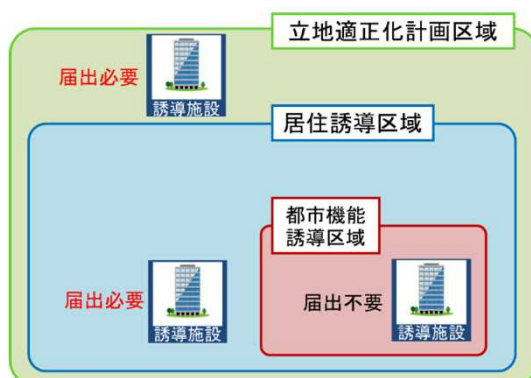 立地適正化計画区域
届出必要
誘導施設
居住誘導区域
都市機能
誘導区域
届出必要
誘導施設
届出不要
誘導施設